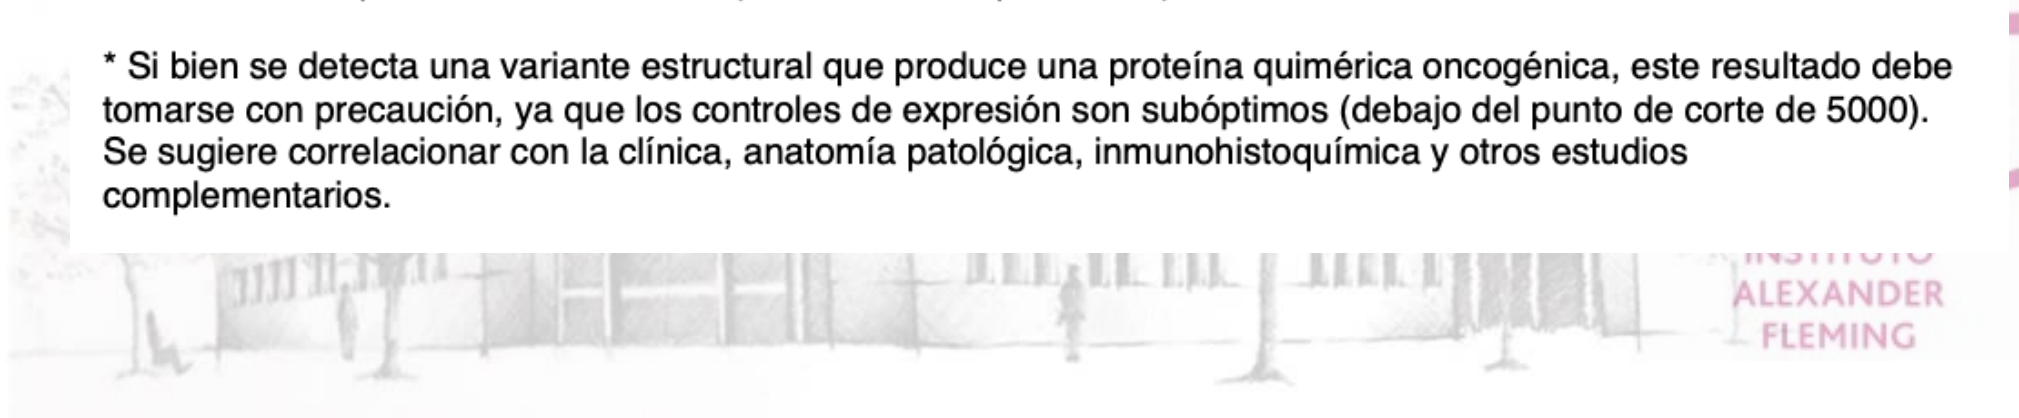 * Si bien se detecta una variante estructural que produce una proteína quimérica oncogénica, este resultado debe
tomarse con precaución, ya que los controles de expresión son subóptimos (debajo del punto de corte de 5000).
Se sugiere correlacionar con la clínica, anatomía patológica, inmunohistoquímica y otros estudios
complementarios.
INSTITUTO
ALEXANDER
FLEMING